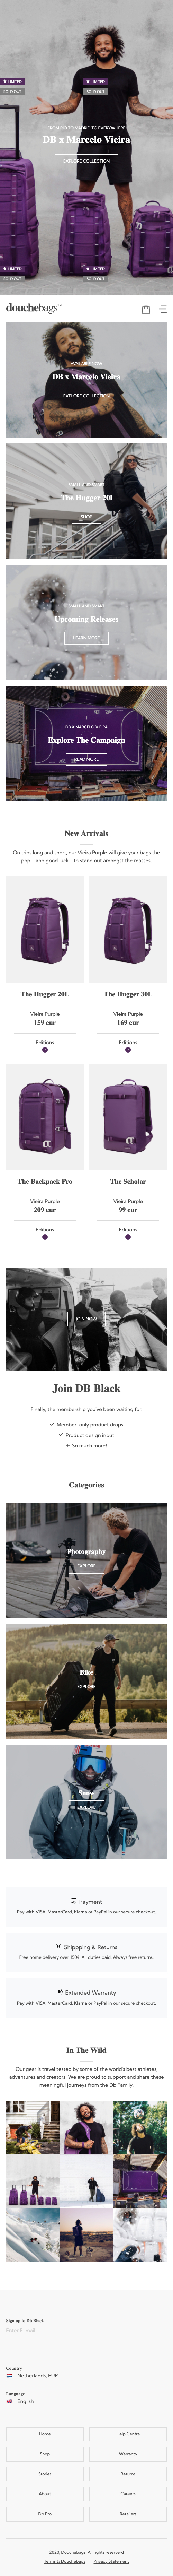 LIMITED
LIMITED
SOLD OUT
SOLD OUT
FROM RIO TO MADRID TO EVERYWHERE
DB x Marcelo Vieira
EXPLORE COLLECTION
LIMITED
LIMITED
SOLD OUT
SOLD OUT
douchebags™
AVAILABLE NOW
DB x Marcelo Vieira
EXPLORE COLLECTION
The Hugger 20l
SHOP
Upcoming Releases
LEARN MORE
DB X MARCELO VIEIRA
Explore The Campaign
READ MORE
New Arrivals
On trips long and short, our Vieira Purple will give your bags the
pop - and good luck - to stand out amongst the masses.
The Hugger 20L
The Hugger 30L
Vieira Purple
Vieira Purple
159 eur
169 eur
Editions
Editions
The Backpack Pro
The Scholar
Vieira Purple
Vieira Purple
209 eur
99 eur
Editions
Editions
JOIN NOW
Join DB Black
Finally, the membership you've been waiting for.
Member-only product drops
Product design input
+ So much more!
Categories
Photography
EXPLORE
Bike
EXPLORE
Snow
EXPLORE
Payment
Pay with VISA, MasterCard, Klarna or PayPal in our secure checkout.
Shippping & Returns
Free home delivery over 150€. All duties paid. Always free returns.
Extended Warranty
Pay with VISA, MasterCard, Klarna or PayPal in our secure checkout.
In The Wild
Our gear is travel tested by some of the world's best athletes,
adventurers and creators. We are proud to support and share these
meaningful journeys from the Db Family.
Sign up to Db Black
Enter E-mail
Country
Netherlands, EUR
Language
English
Home
Help Centre
Shop
Warranty
Stories
Returns
About
Careers
Db Pro
Retailers
2020, Douchebags, All rights reserverd
Terms & Douchebags
Privacy Statement